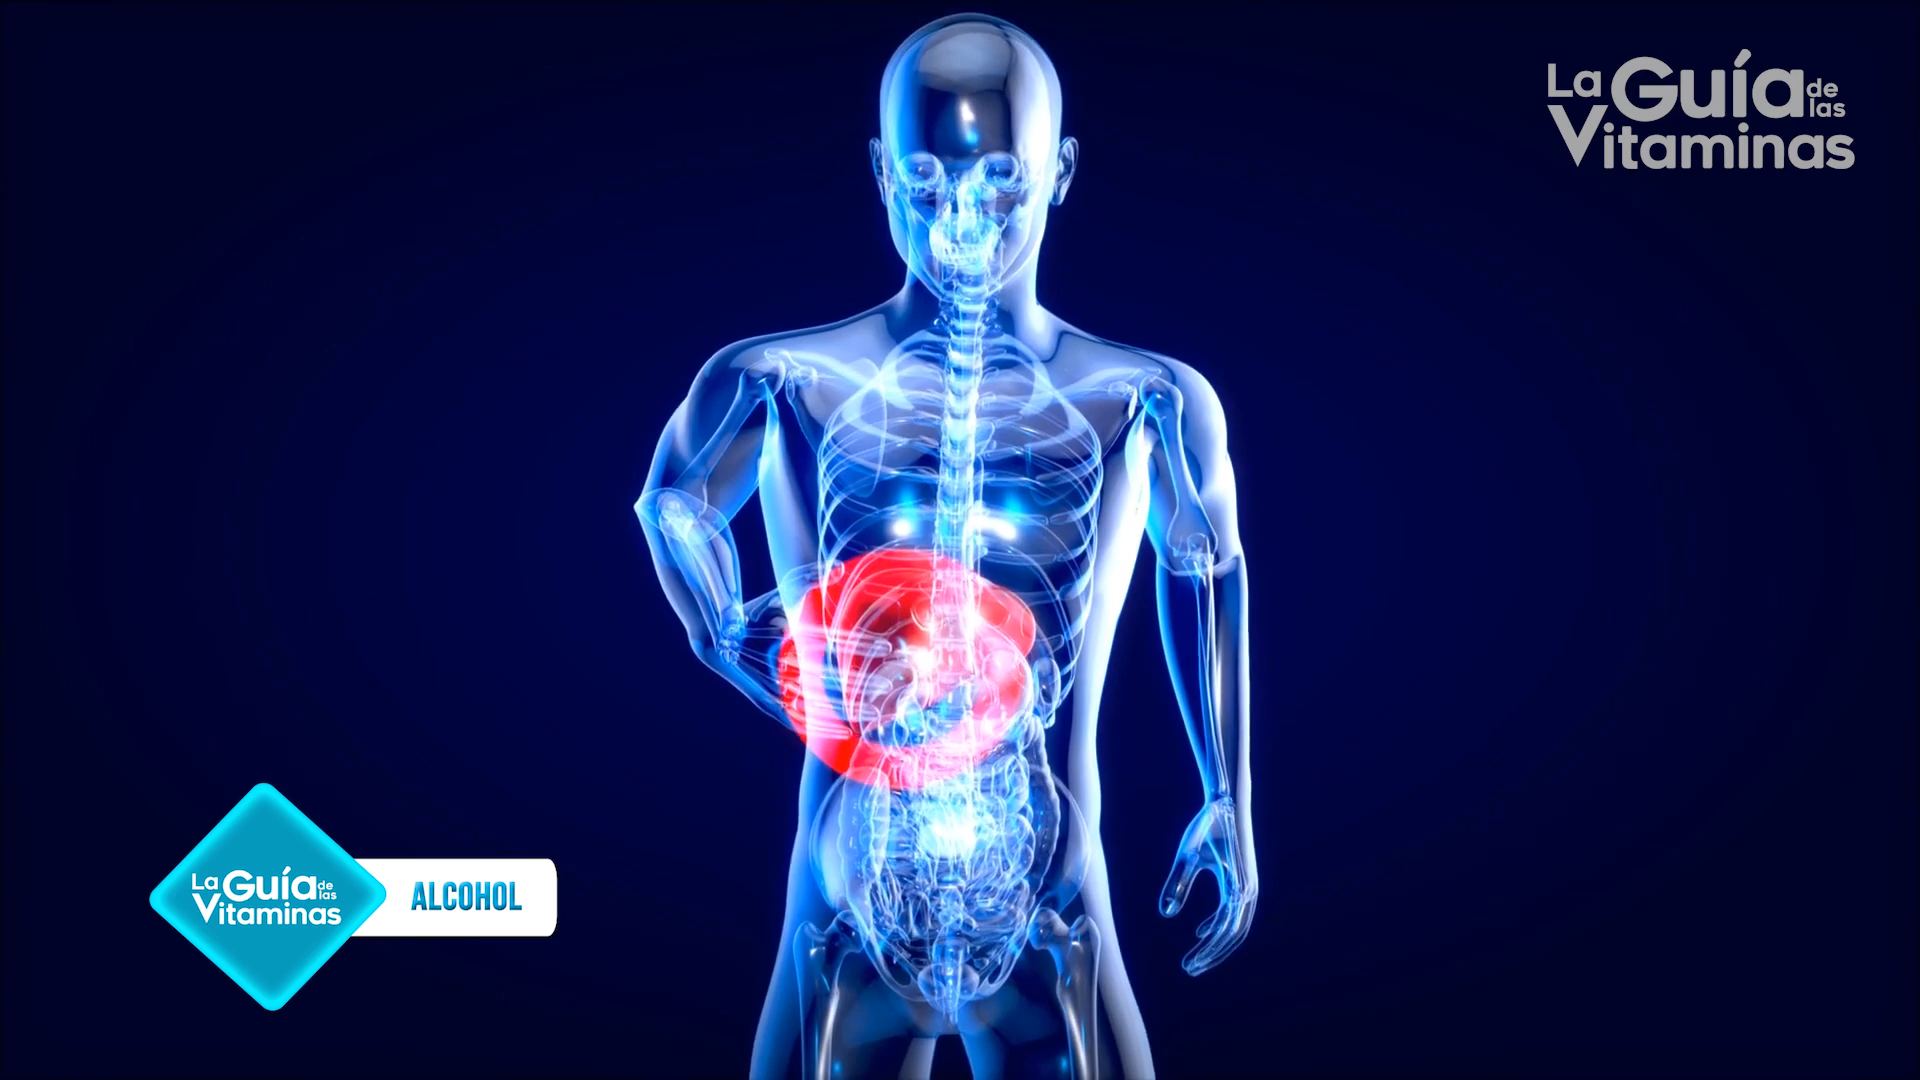 La Guía de las
Vitaminas
La Guía de las
Vitaminas
ALCOHOL